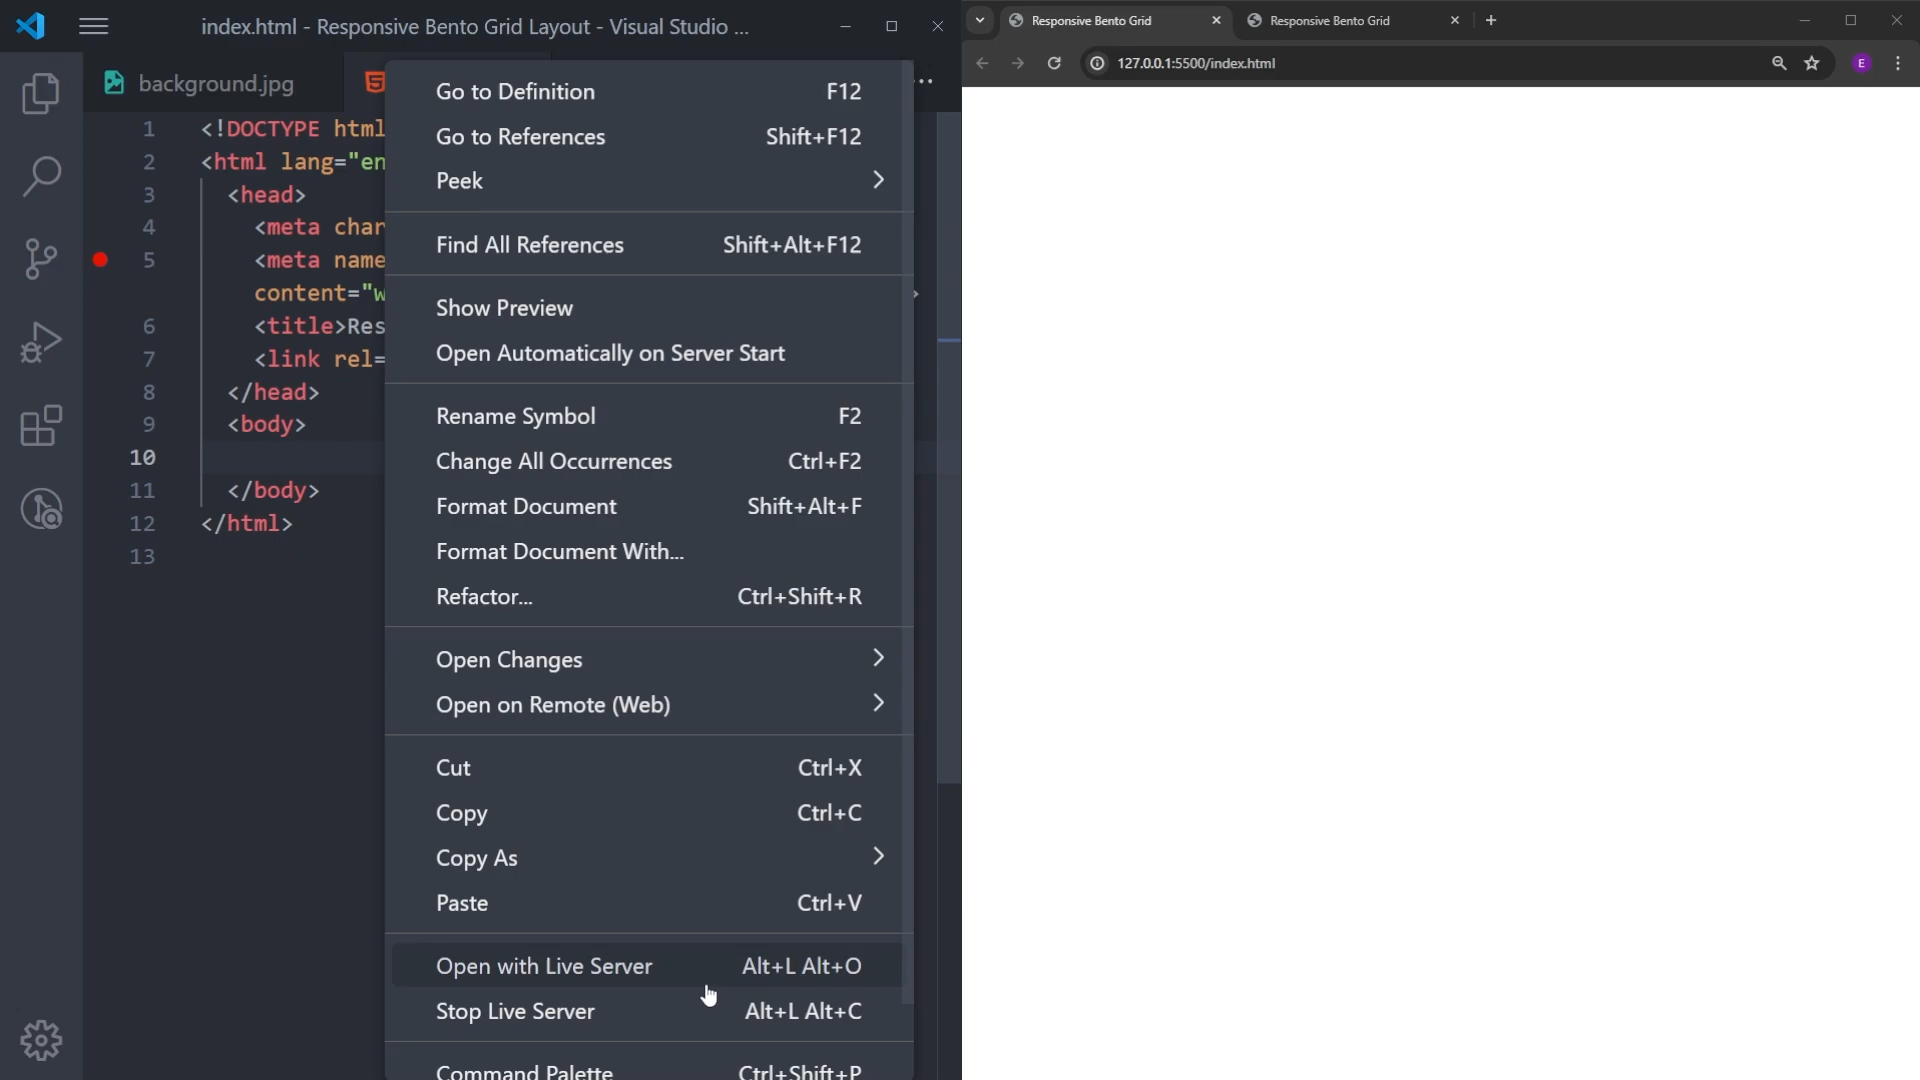 index.html - Responsive Bento Grid Layout - Visual Studio ...
background.jpg
...
1 <!DOCTYPE html
2 <html lang="en
3 <head>
4 <meta char
5 <meta name
content="w
6 <title>Res
7 <link rel=
8 </head>
9 <body>
10
11 </body>
12 </html>
13
Go to Definition F12
Go to References Shift+F12
Peek
Find All References Shift+Alt+F12
Show Preview
Open Automatically on Server Start
Rename Symbol F2
Change All Occurrences Ctrl+F2
Format Document Shift+Alt+F
Format Document With...
Refactor... Ctrl+Shift+R
Open Changes
Open on Remote (Web)
Cut Ctrl+X
Copy Ctrl+C
Copy As
Paste Ctrl+V
Open with Live Server Alt+L Alt+O
Stop Live Server Alt+L Alt+C
Command Palette Ctrl+Shift+P
Responsive Bento Grid
Responsive Bento Grid
127.0.0.1:5500/index.html
E